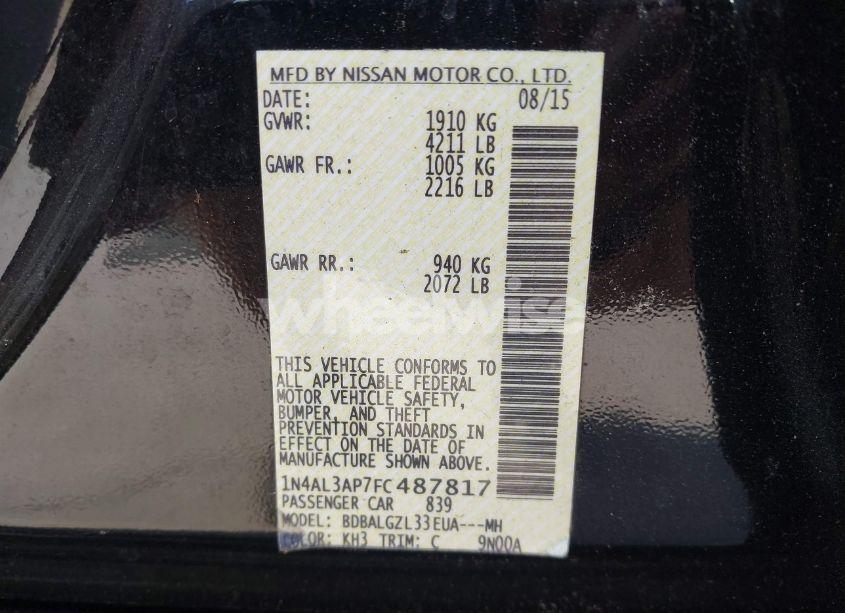 MFD BY NISSAN MOTOR CO., LTD.
DATE: 08/15
GVWR: 1910 KG
4211 LB
GAWR FR.: 1005 KG
2216 LB
GAWR RR.: 940 KG
2072 LB
wheelwise
THIS VEHICLE CONFORMS TO
ALL APPLICABLE FEDERAL
MOTOR VEHICLE SAFETY,
BUMPER, AND THEFT
PREVENTION STANDARDS IN
EFFECT ON THE DATE OF
MANUFACTURE SHOWN ABOVE.
1N4AL3AP7FC487817
PASSENGER CAR 839
MODEL: BDBALGZL33EUA---MH
COLOR: KH3 TRIM: C 9N00A